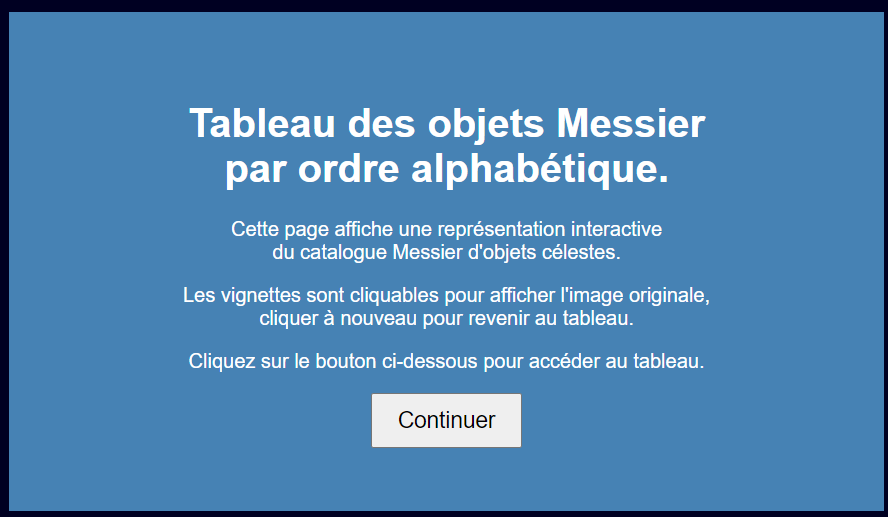 Tableau des objets Messier
par ordre alphabétique.
Cette page affiche une représentation interactive
du catalogue Messier d'objets célestes.
Les vignettes sont cliquables pour afficher l'image originale,
cliquer à nouveau pour revenir au tableau.
Cliquez sur le bouton ci-dessous pour accéder au tableau.
Continuer